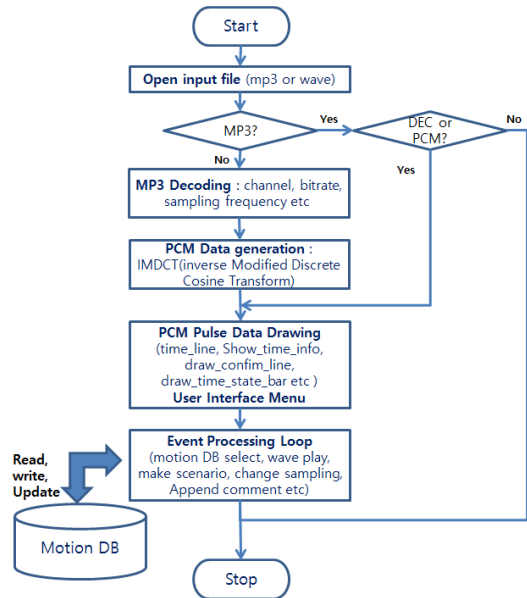 Start
Open input file (mp3 or wave)
MP3?
Yes
DEC or
PCM?
No
No
Yes
MP3 Decoding : channel, bitrate,
sampling frequency etc
PCM Data generation :
IMDCT(inverse Modified Discrete
Cosine Transform)
PCM Pulse Data Drawing
(time_line, Show_time_info,
draw_confim_line,
draw_time_state_bar etc )
User Interface Menu
Event Processing Loop
(motion DB select, wave play,
make scenario, change sampling,
Append comment etc)
Read,
write,
Update
Motion DB
Stop